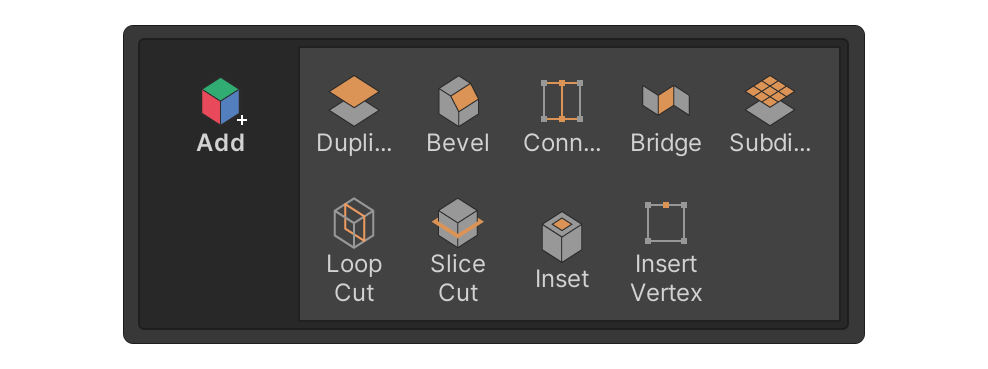 Add
Dupli...
Bevel
Conn...
Bridge
Subdi...
Loop
Cut
Slice
Cut
Inset
Insert
Vertex